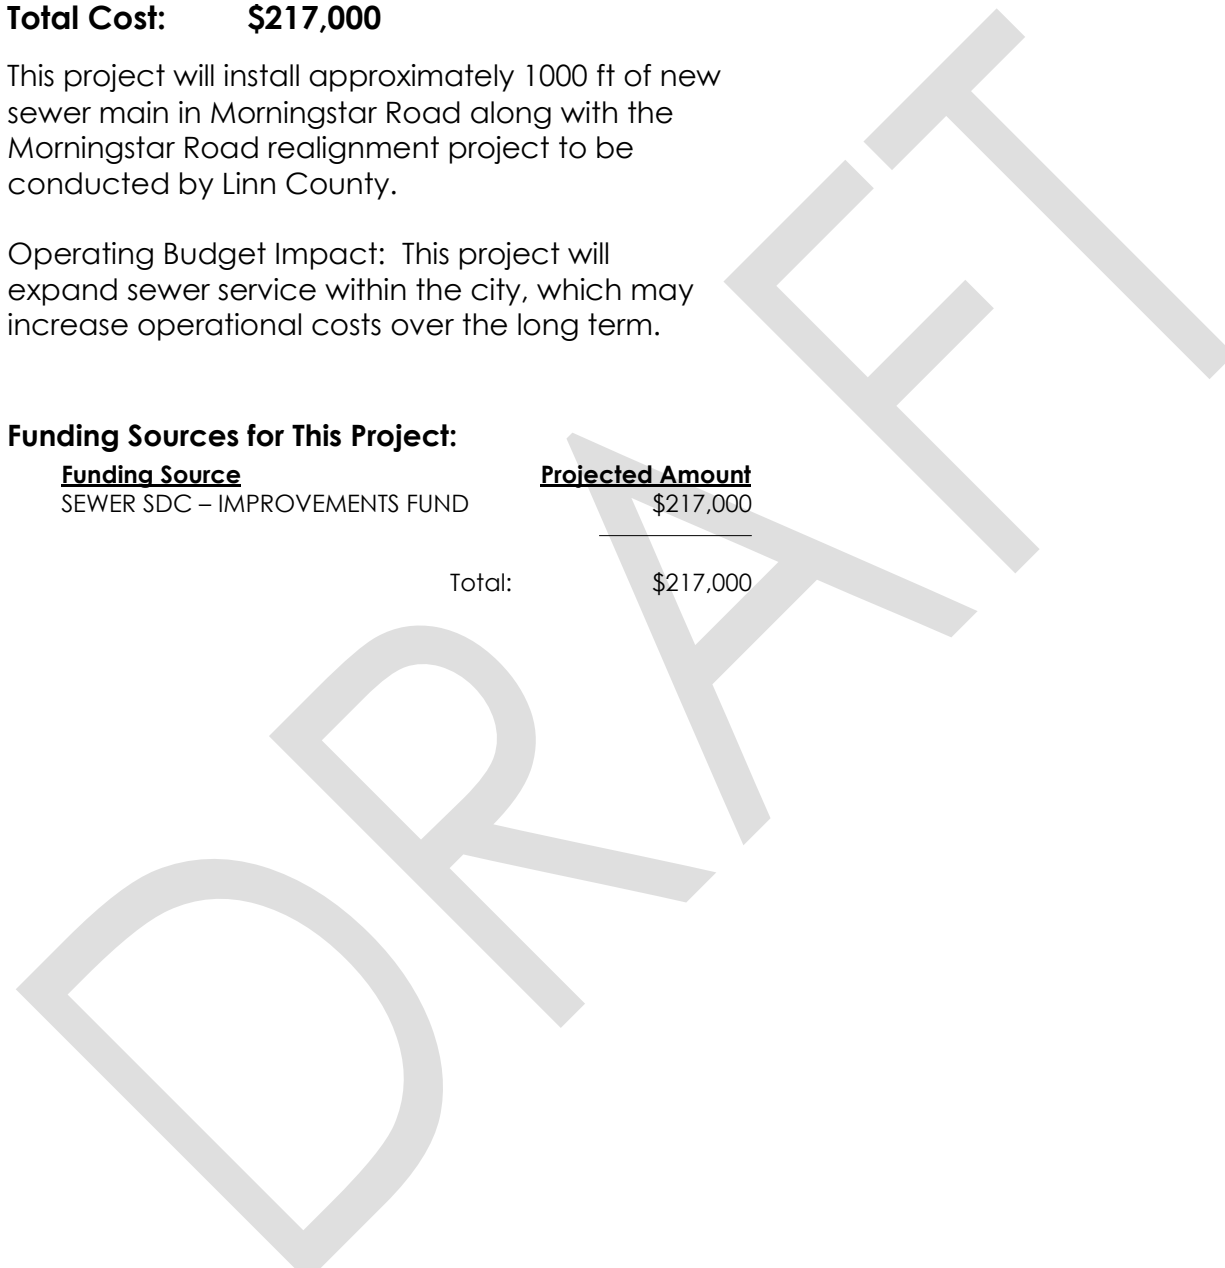 Total Cost: $217,000
This project will install approximately 1000 ft of new
sewer main in Morningstar Road along with the
Morningstar Road realignment project to be
conducted by Linn County.
Operating Budget Impact: This project will
expand sewer service within the city, which may
increase operational costs over the long term.
Funding Sources for This Project:
Funding Source Projected Amount
SEWER SDC – IMPROVEMENTS FUND $217,000
Total: $217,000
DRAFT